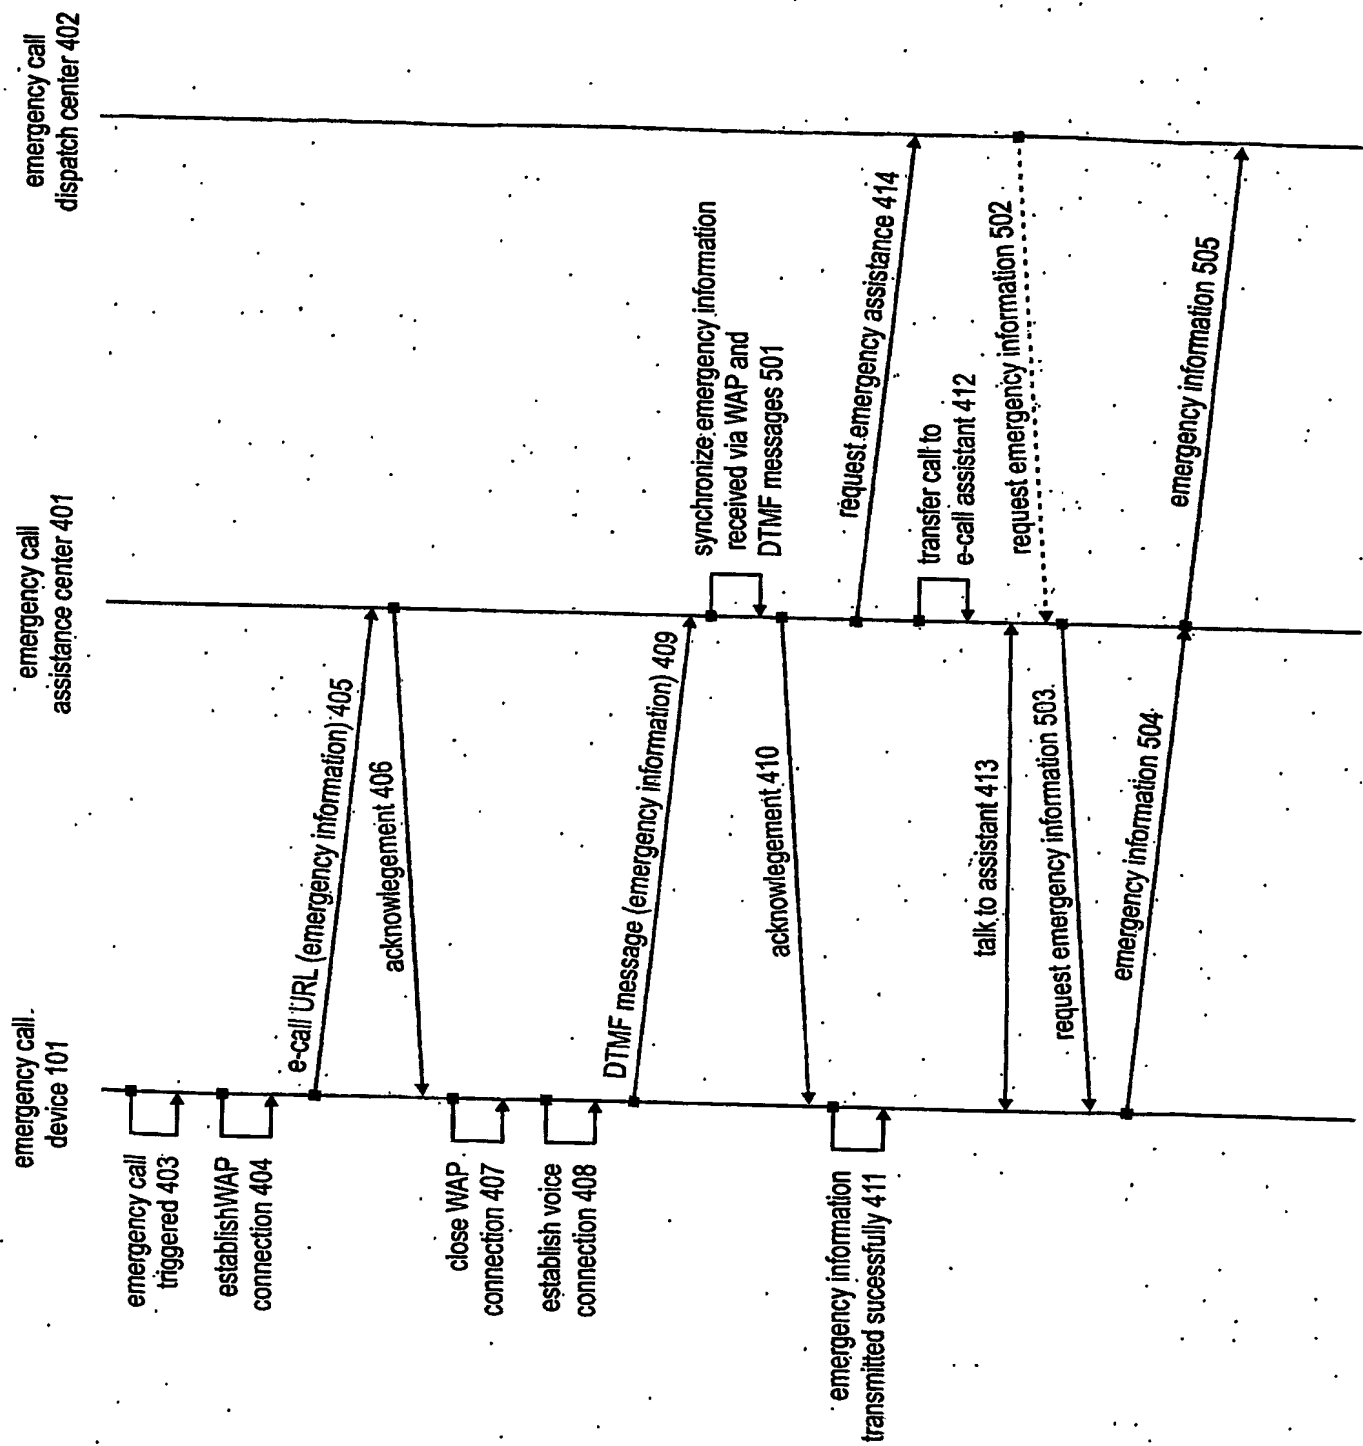 emergency call
device 101
emergency call
assistance center 401
emergency call
dispatch center 402
emergency call
triggered 403
establishWAP
connection 404
e-call URL (emergency information) 405
acknowlegement 406
close WAP
connection 407
establish voice
connection 408
DTMF message (emergency information) 409
synchronize emergency information
received via WAP and
DTMF messages 501
acknowlegement 410
emergency information
transmitted sucessfully 411
request emergency assistance 414
transfer call to
e-call assistant 412
talk to assistant 413
request emergency information 502
request emergency information 503
emergency information 504
emergency information 505